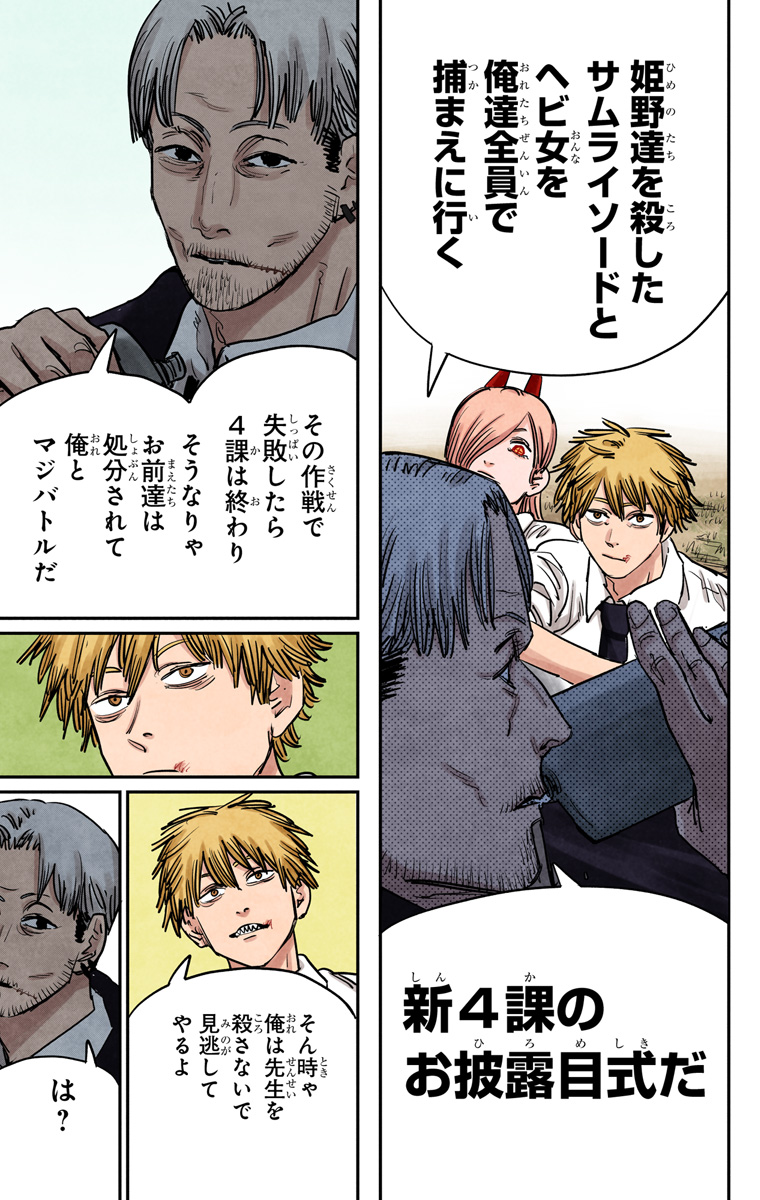 姫野達を殺した
サムライソードと
ヘビ女を
俺達全員で
捕まえに行く
新4課の
お披露目式だ
その作戦で
失敗したら
4課は終わり
そうなりゃ
お前達は
処分されて
俺と
マジバトルだ
そん時ゃ
俺は先生を
殺さないで
見逃して
やるよ
は?